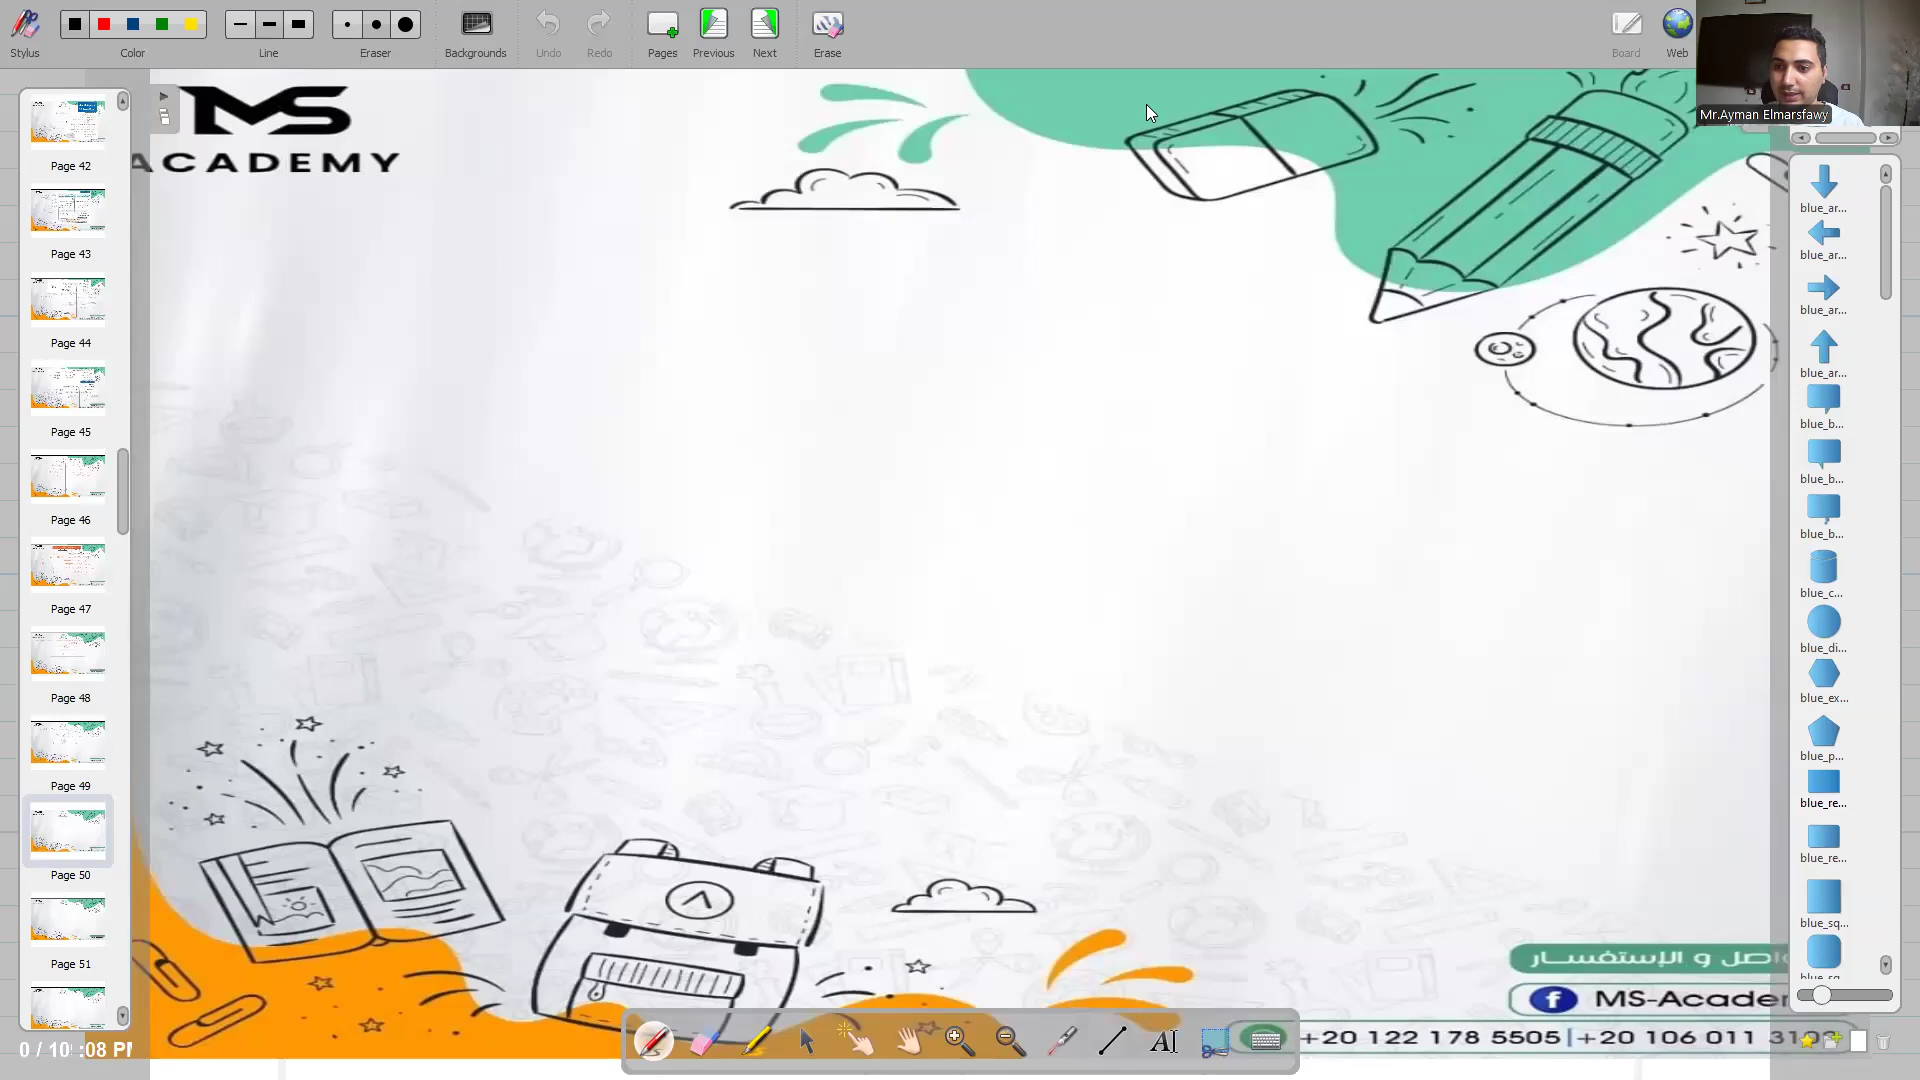 Stylus
Color
Line
Eraser
Backgrounds
Undo
Redo
Pages
Previous
Next
Erase
Board
Web
Mr.Ayman Elmarsfawy
MS
ACADEMY
Page 42
Page 43
Page 44
Page 45
Page 46
Page 47
Page 48
Page 49
Page 50
Page 51
blue_ar...
blue_ar...
blue_ar...
blue_ar...
blue_b...
blue_b...
blue_b...
blue_c...
blue_di...
blue_ex...
blue_p...
blue_re...
blue_re...
blue_sq...
blue_sq...
و الإستفسار
MS-Acade
+20 122 178 5505 | +20 106 011